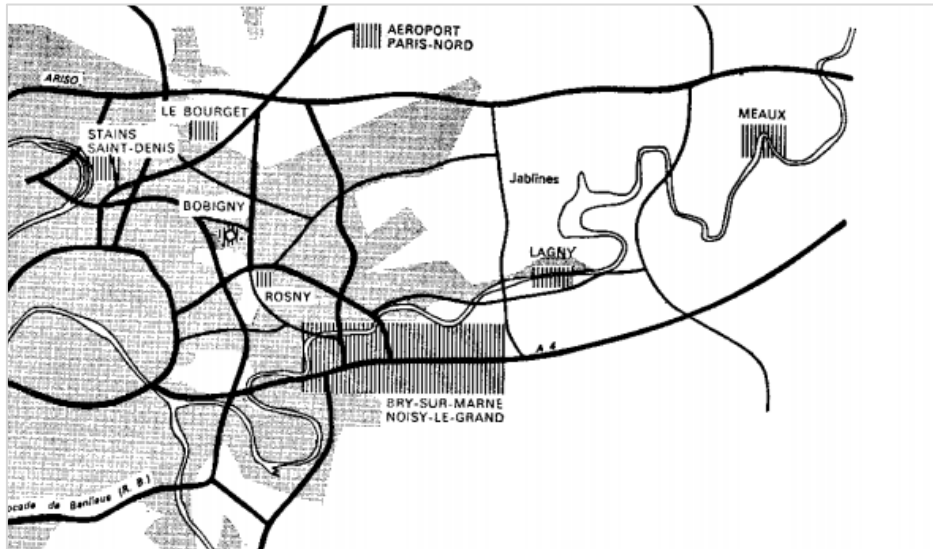 AEROPORT
PARIS-NORD
ARISO
LE BOURGET
MEAUX
STAINS
SAINT-DENIS
Jablines
BOBIGNY
LAGNY
ROSNY
A 4
BRY-SUR-MARNE
NOISY-LE-GRAND
ocade de Banlieue (R. B.)